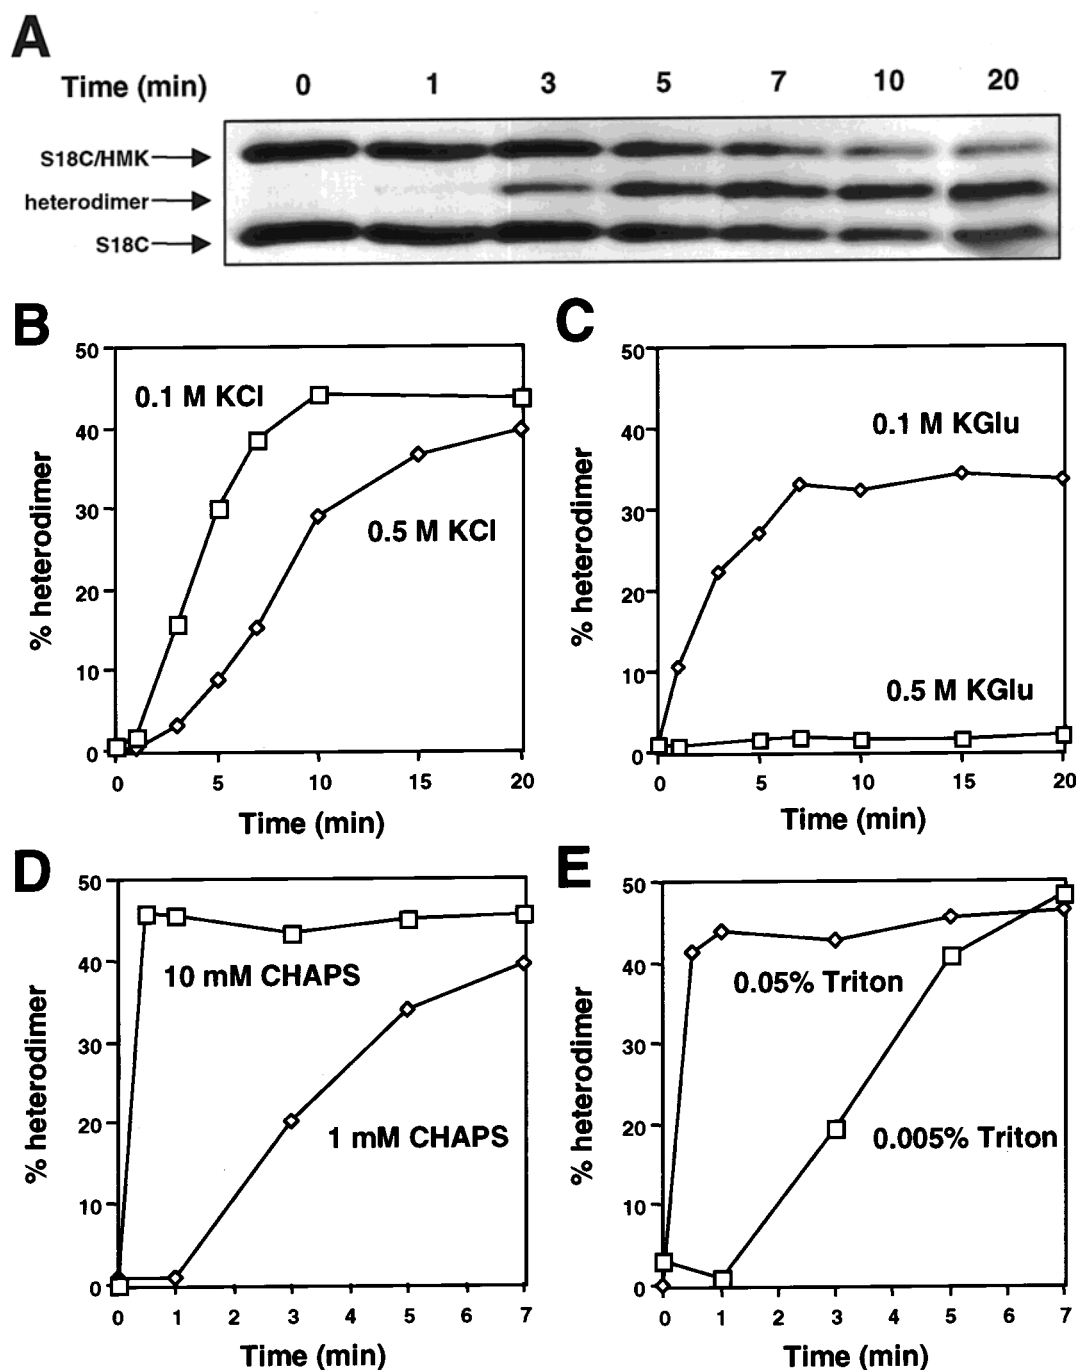 A
Time (min) 0 1 3 5 7 10 20
S18C/HMK
heterodimer
S18C
B
50
40
30
20
10
0
% heterodimer
0.1 M KCl
0.5 M KCl
0 5 10 15 20
Time (min)
C
50
40
30
20
10
0
% heterodimer
0.1 M KGlu
0.5 M KGlu
0 5 10 15 20
Time (min)
D
50
40
30
20
10
0
% heterodimer
10 mM CHAPS
1 mM CHAPS
0 1 2 3 4 5 6 7
Time (min)
E
50
40
30
20
10
0
% heterodimer
0.05% Triton
0.005% Triton
0 1 2 3 4 5 6 7
Time (min)